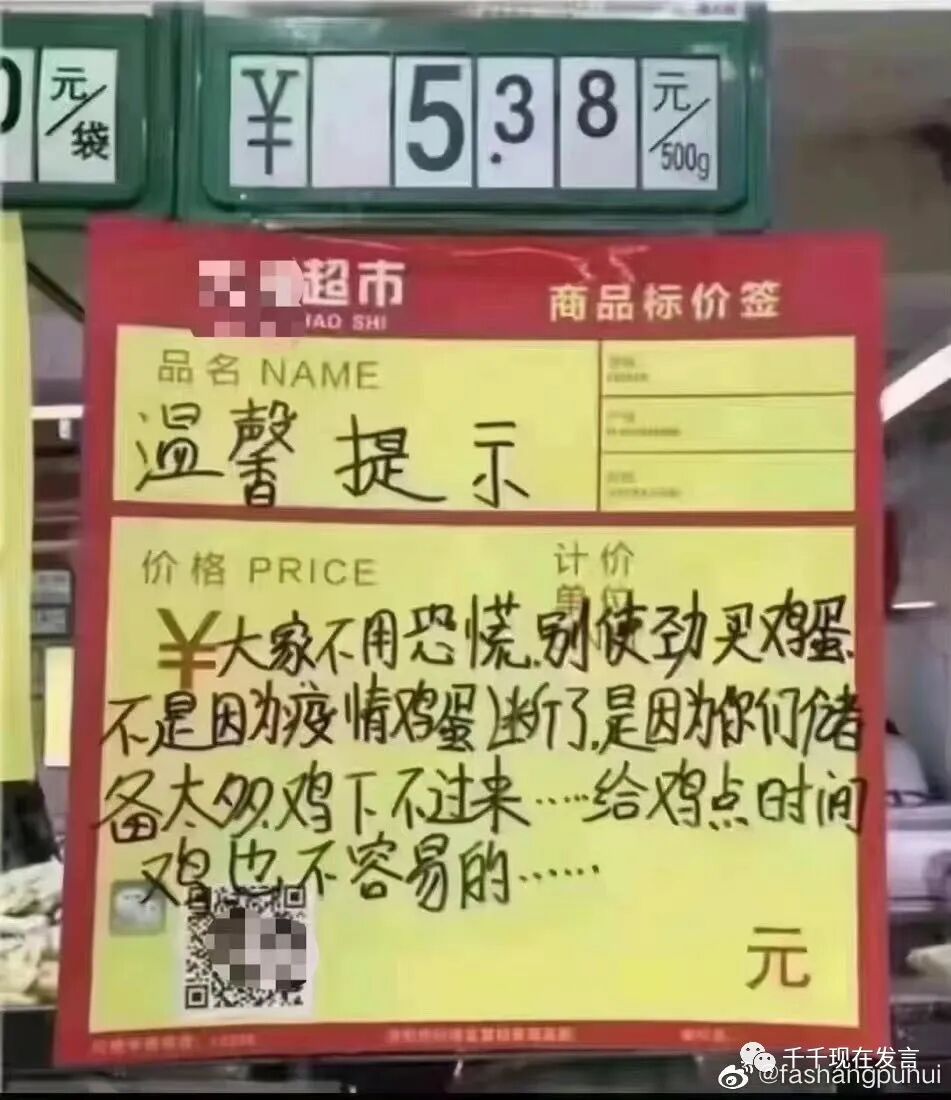 元/袋
¥ 5.38 元/500g
超市
商品标价签
品名 NAME
温馨提示
价格 PRICE
计价
¥大家不用恐慌.别使劲买鸡蛋.
不是因为疫情鸡蛋断了.是因为你们储
备太多.鸡下不过来……给鸡点时间
鸡也不容易的……
元
千千现在发言
@fashangpuhui